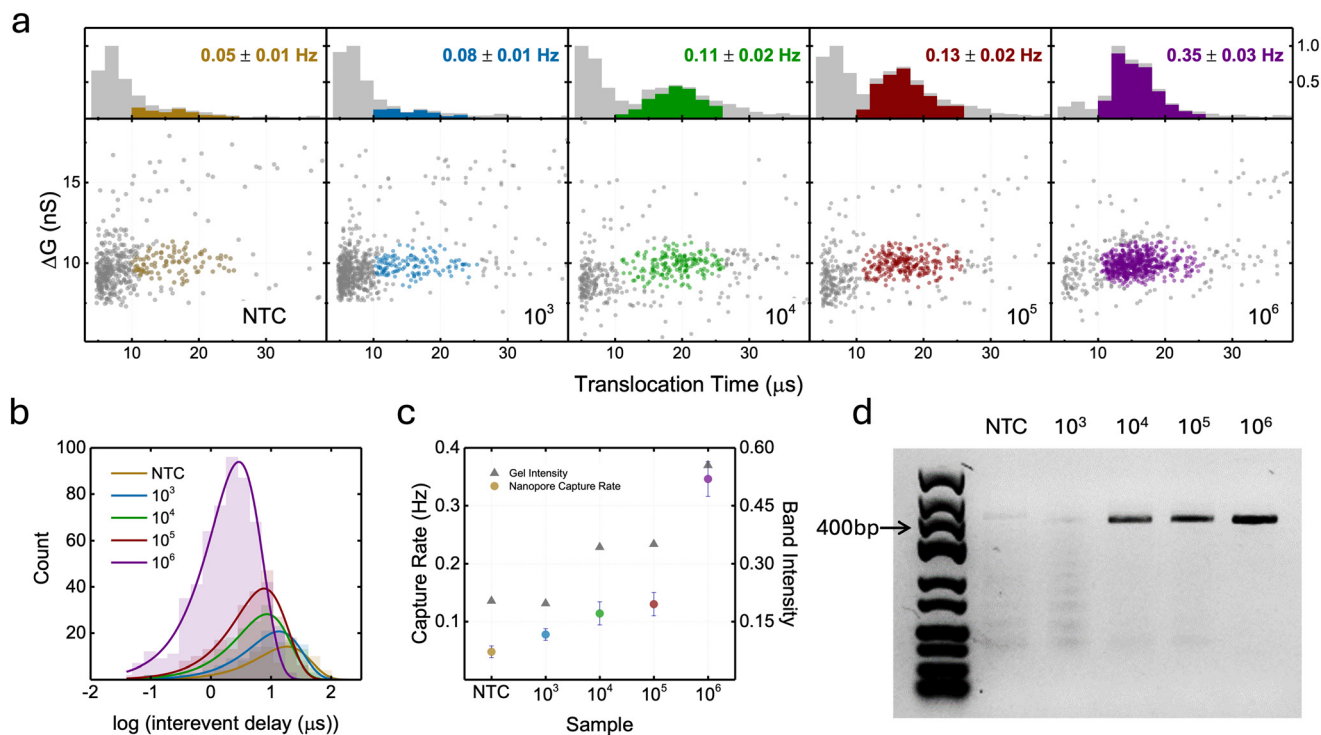 a
0.05 ± 0.01 Hz
0.08 ± 0.01 Hz
0.11 ± 0.02 Hz
0.13 ± 0.02 Hz
0.35 ± 0.03 Hz
1.0
0.5
ΔG (nS)
15
10
NTC
10³
10⁴
10⁵
10⁶
10 20 30 10 20 30 10 20 30 10 20 30 10 20 30
Translocation Time (μs)
b
Count
100
80
60
40
20
NTC
10³
10⁴
10⁵
10⁶
-2 -1 0 1 2
log (interevent delay (μs))
c
Capture Rate (Hz)
0.4
0.3
0.2
0.1
Gel Intensity
Nanopore Capture Rate
0.60
0.45
0.30
0.15
Band Intensity
NTC 10³ 10⁴ 10⁵ 10⁶
Sample
d
NTC 10³ 10⁴ 10⁵ 10⁶
400bp